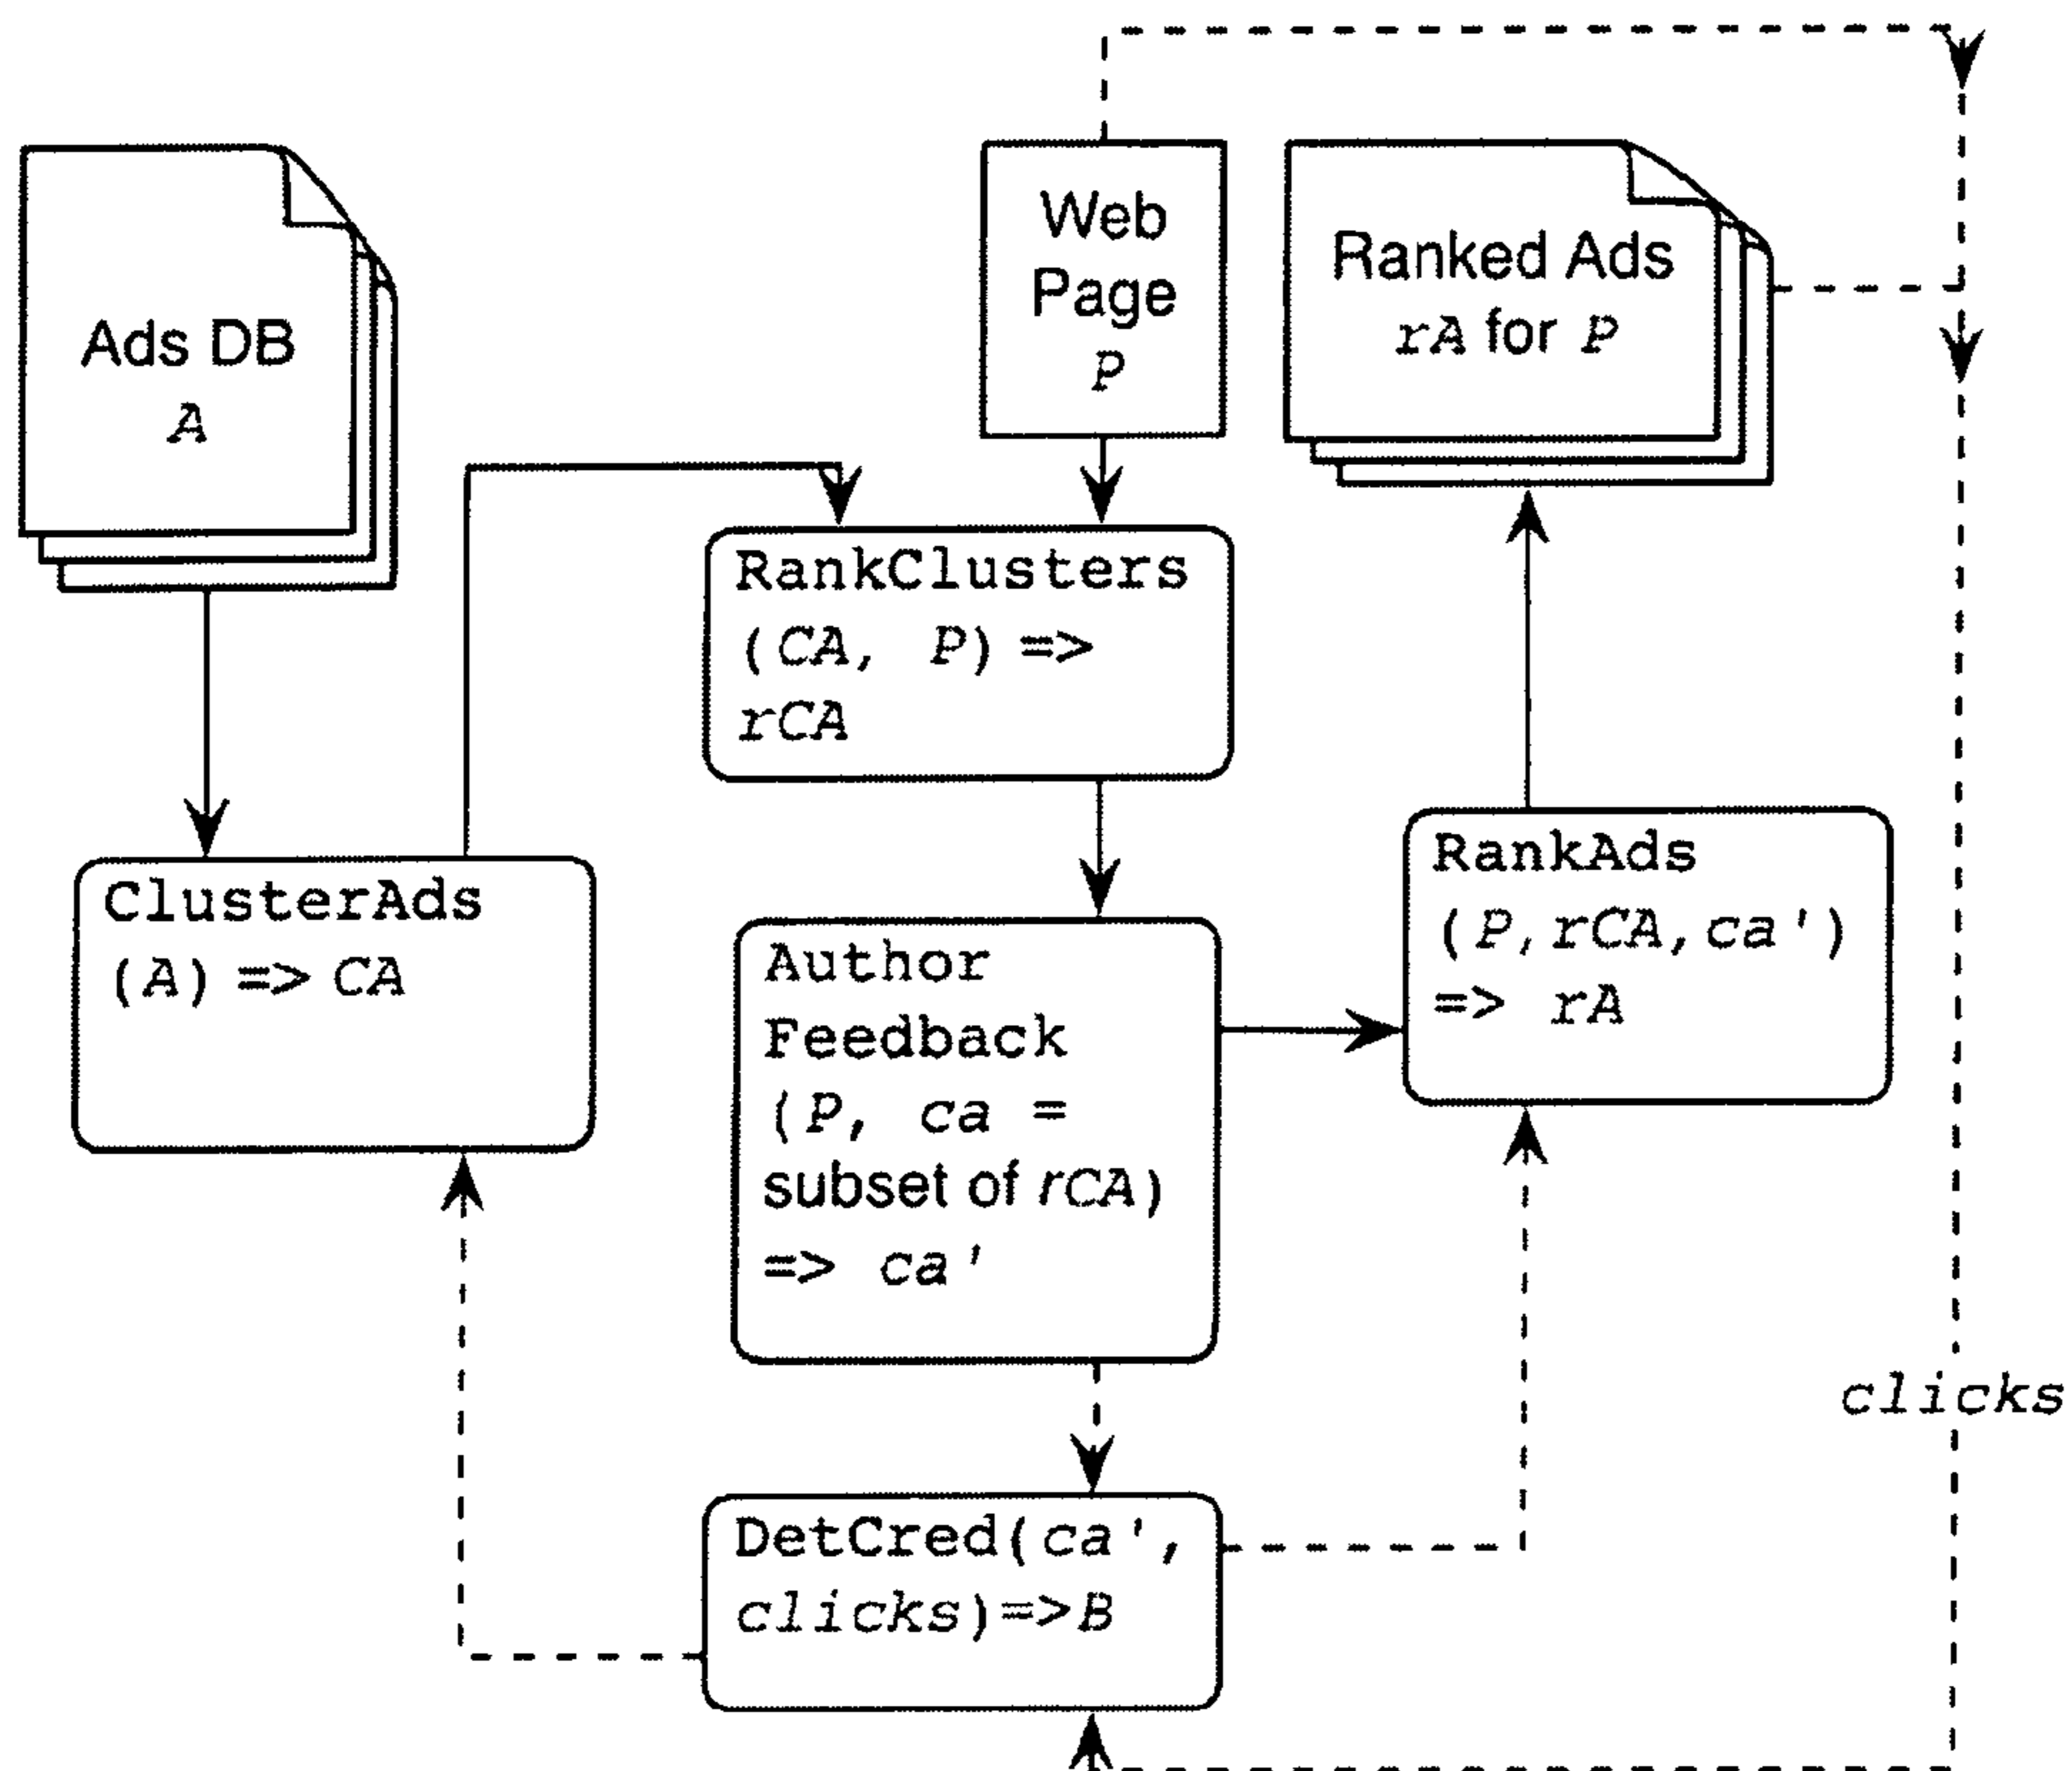 Ads DB
A
Web
Page
P
Ranked Ads
rA for P
RankClusters
(CA, P) =>
rCA
ClusterAds
(A) => CA
Author
Feedback
(P, ca =
subset of rCA)
=> ca'
RankAds
(P,rCA,ca')
=> rA
clicks
DetCred(ca',
clicks)=>B